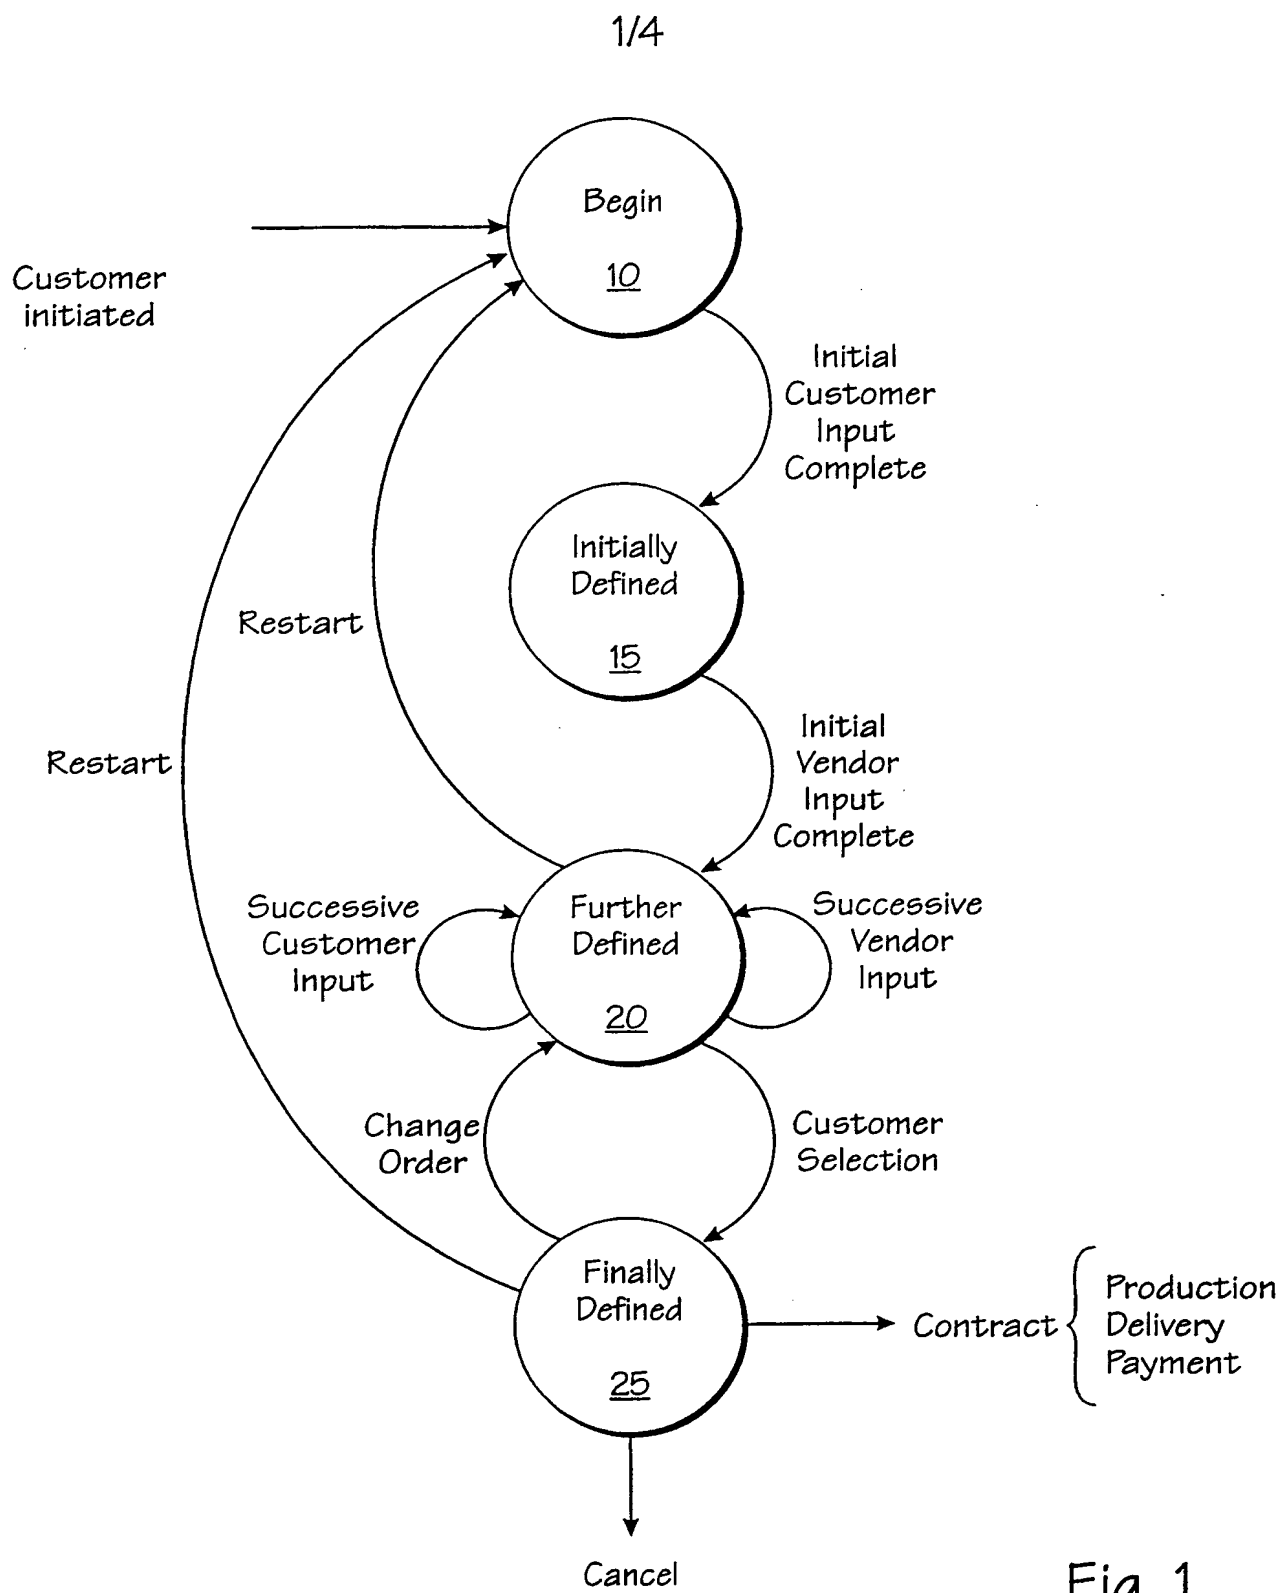 1/4
Begin
10
Customer
initiated
Initial
Customer
Input
Complete
Initially
Defined
15
Restart
Restart
Initial
Vendor
Input
Complete
Further
Defined
20
Successive
Customer
Input
Successive
Vendor
Input
Change
Order
Customer
Selection
Finally
Defined
25
Contract
Production
Delivery
Payment
Cancel
Fig. 1